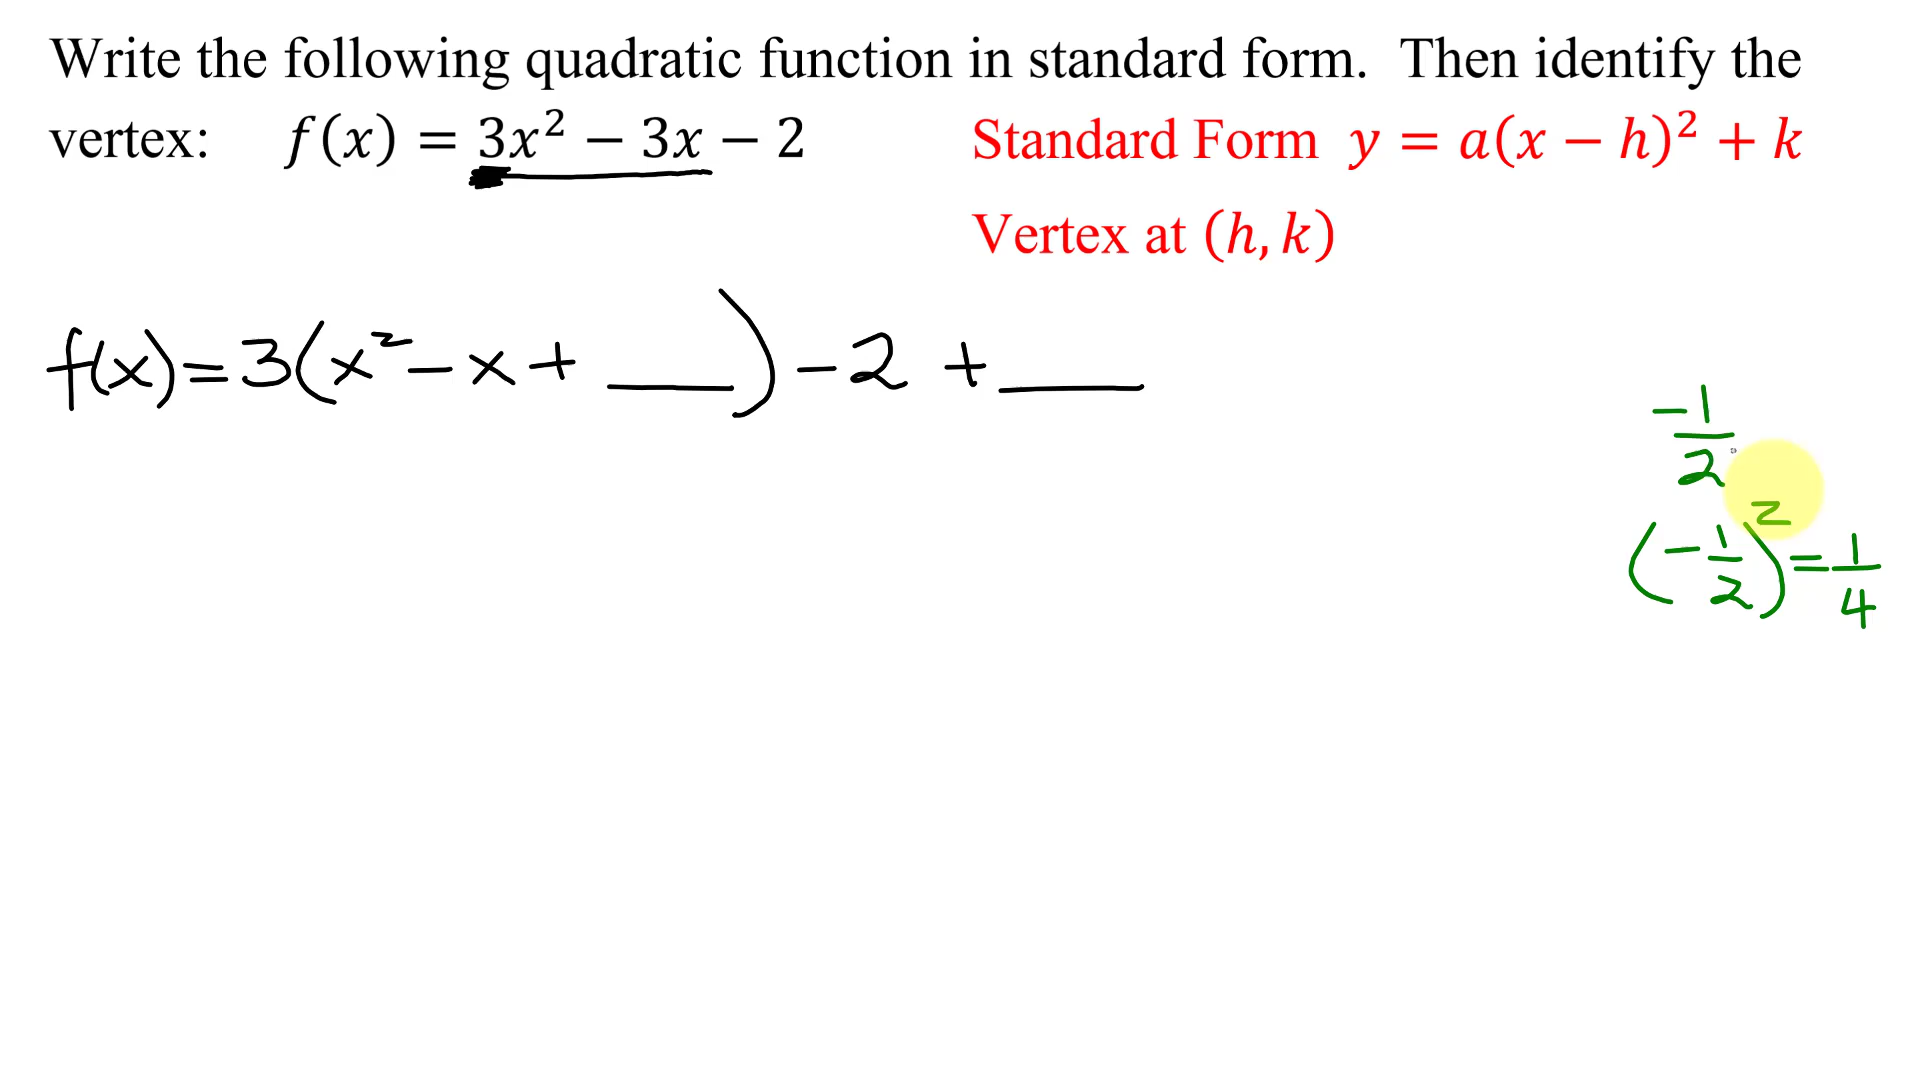 Write the following quadratic function in standard form. Then identify the
vertex: f(x) = 3x² − 3x − 2 Standard Form y = a(x − h)² + k
Vertex at (h, k)
f(x) = 3(x² − x + ___) − 2 + ___
−1/2
(−1/2)² = 1/4